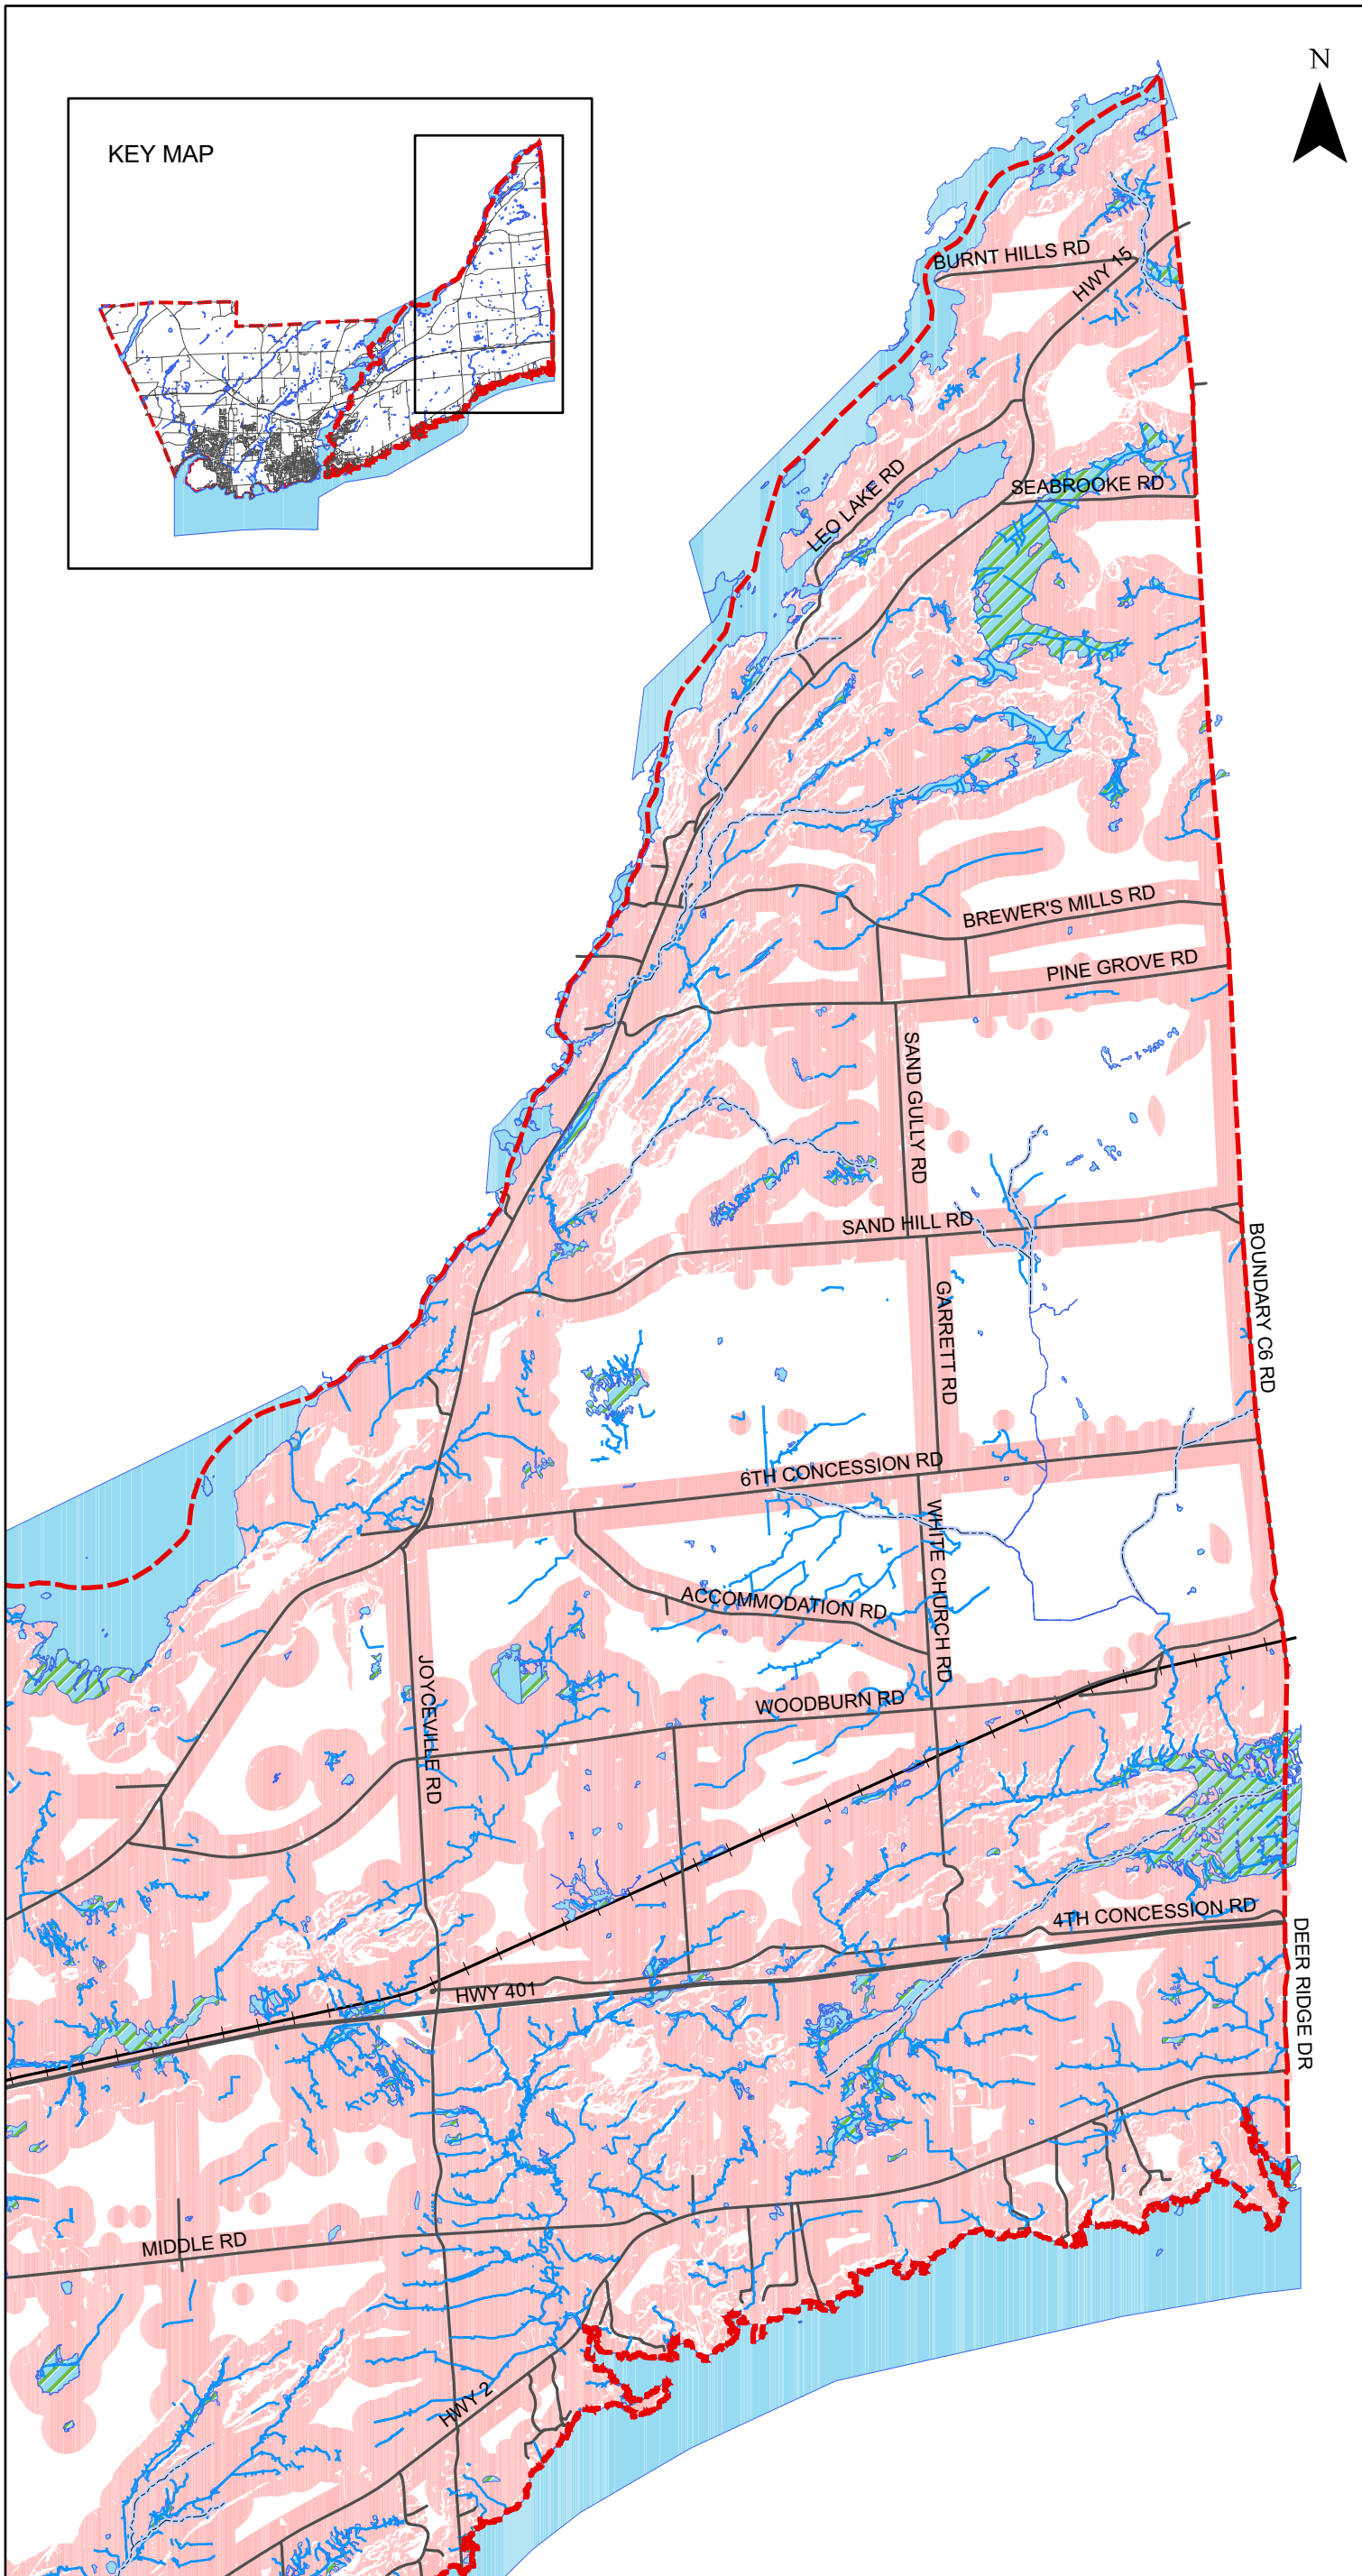 N
KEY MAP
BURNT HILLS RD
HWY 15
LEO LAKE RD
SEABROOKE RD
BREWER'S MILLS RD
PINE GROVE RD
SAND GULLY RD
SAND HILL RD
BOUNDARY C6 RD
GARRETT RD
6TH CONCESSION RD
WHITE CHURCH RD
ACCOMMODATION RD
JOYCEVILLE RD
WOODBURN RD
4TH CONCESSION RD
DEER RIDGE DR
HWY 401
MIDDLE RD
HWY 2